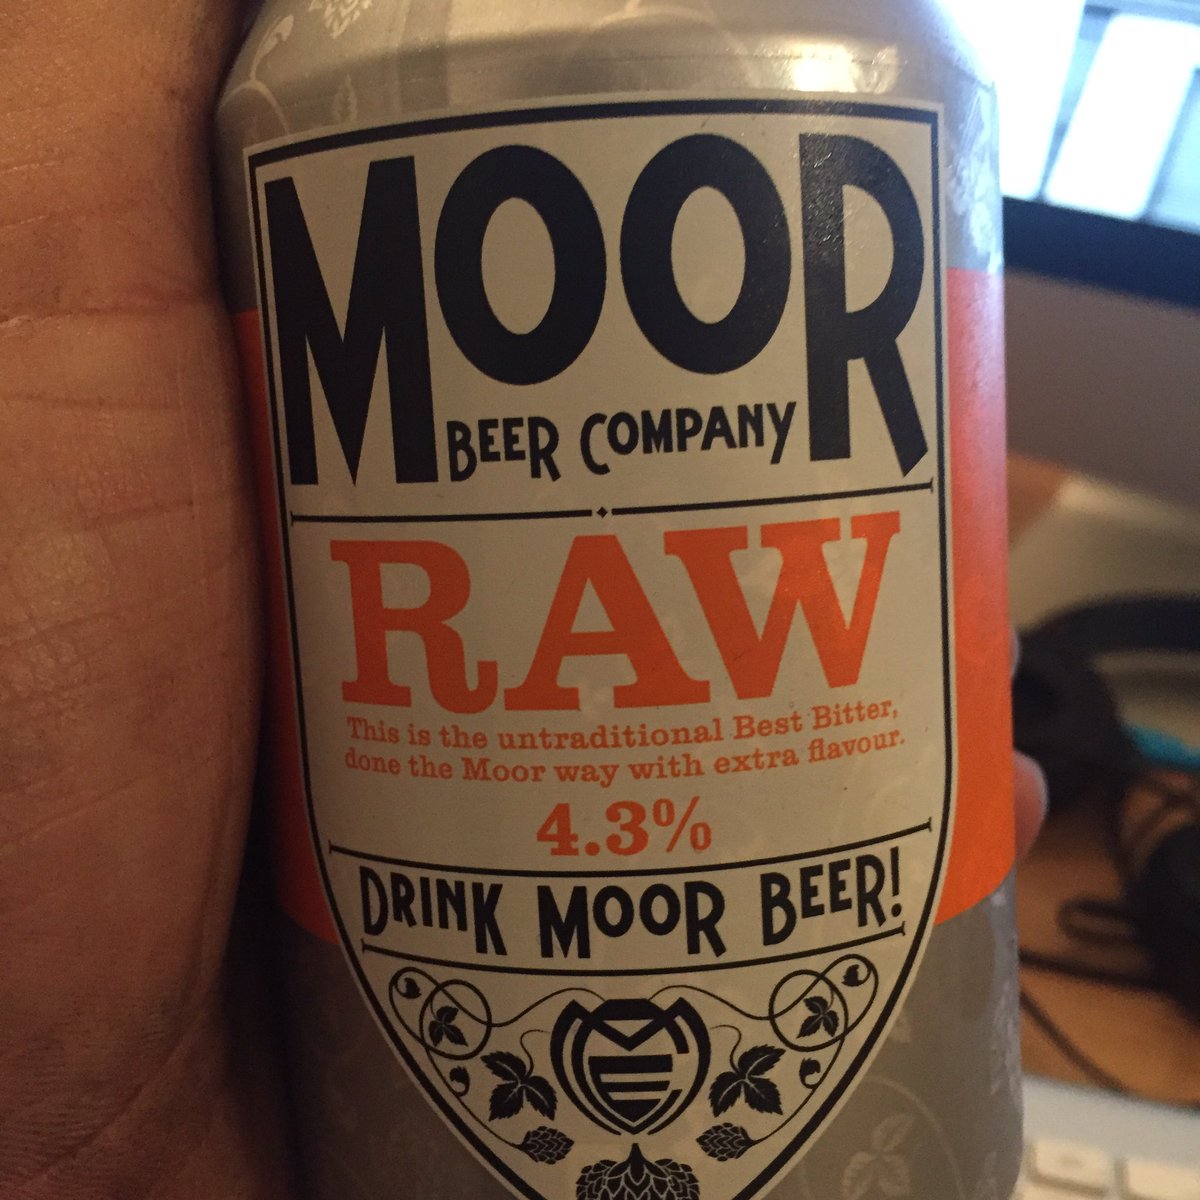 MOOR
BEER COMPANY
RAW
This is the untraditional Best Bitter,
done the Moor way with extra flavour.
4.3%
DRINK MOOR BEER!